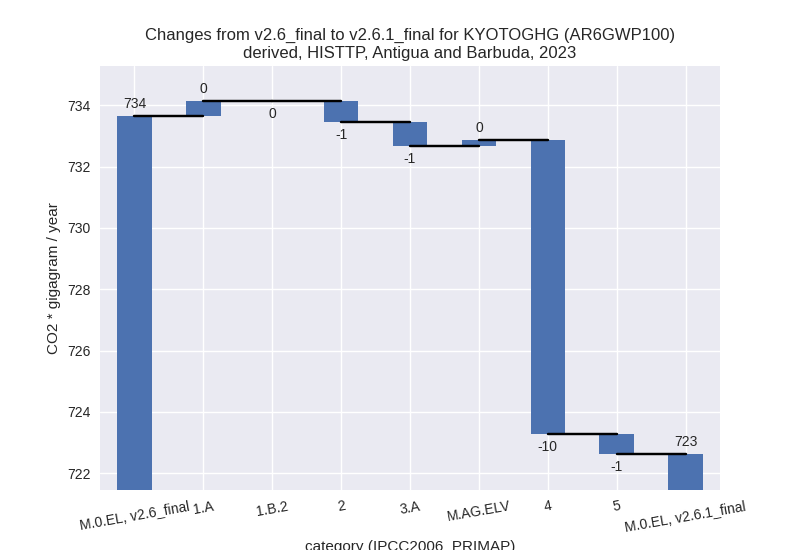 Changes from v2.6_final to v2.6.1_final for KYOTOGHG (AR6GWP100)
derived, HISTTP, Antigua and Barbuda, 2023
CO2 * gigagram / year
734
732
730
728
726
724
722
734
0
0
-1
-1
0
-10
-1
723
M.0.EL, v2.6_final
1.A
1.B.2
2
3.A
M.AG.ELV
4
5
M.0.EL, v2.6.1_final
category (IPCC2006_PRIMAP)